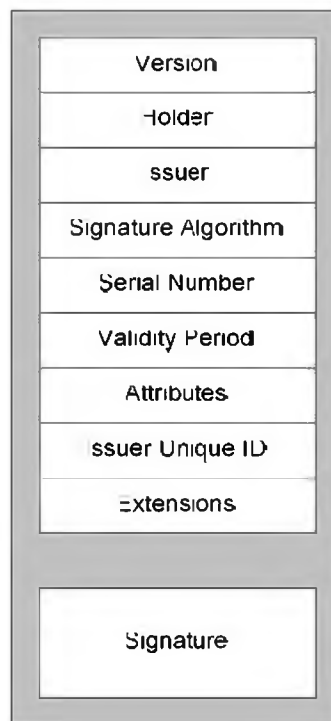 Version
Holder
Issuer
Signature Algorithm
Serial Number
Validity Period
Attributes
Issuer Unique ID
Extensions
Signature